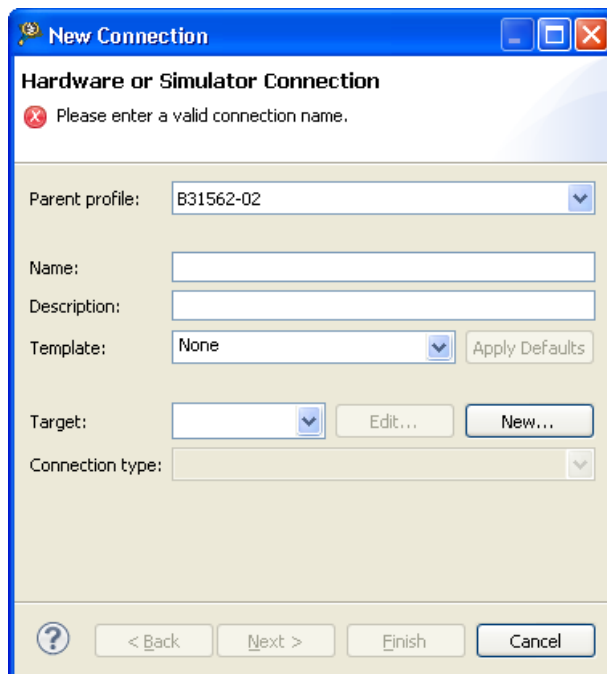 New Connection
Hardware or Simulator Connection
Please enter a valid connection name.
Parent profile: B31562-02
Name:
Description:
Template: None Apply Defaults
Target: Edit... New...
Connection type:
? < Back Next > Finish Cancel